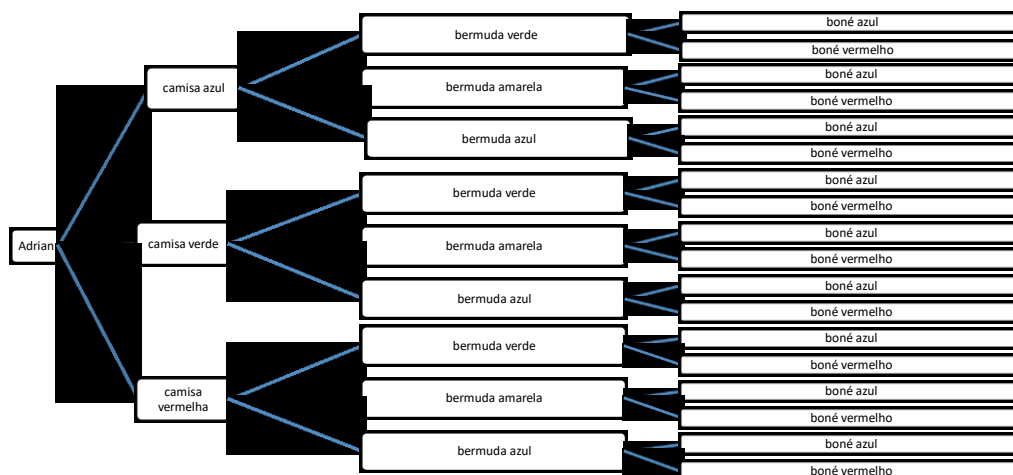 Adrian
camisa azul
bermuda verde
boné azul
boné vermelho
bermuda amarela
boné azul
boné vermelho
bermuda azul
boné azul
boné vermelho
camisa verde
bermuda verde
boné azul
boné vermelho
bermuda amarela
boné azul
boné vermelho
bermuda azul
boné azul
boné vermelho
camisa
vermelha
bermuda verde
boné azul
boné vermelho
bermuda amarela
boné azul
boné vermelho
bermuda azul
boné azul
boné vermelho